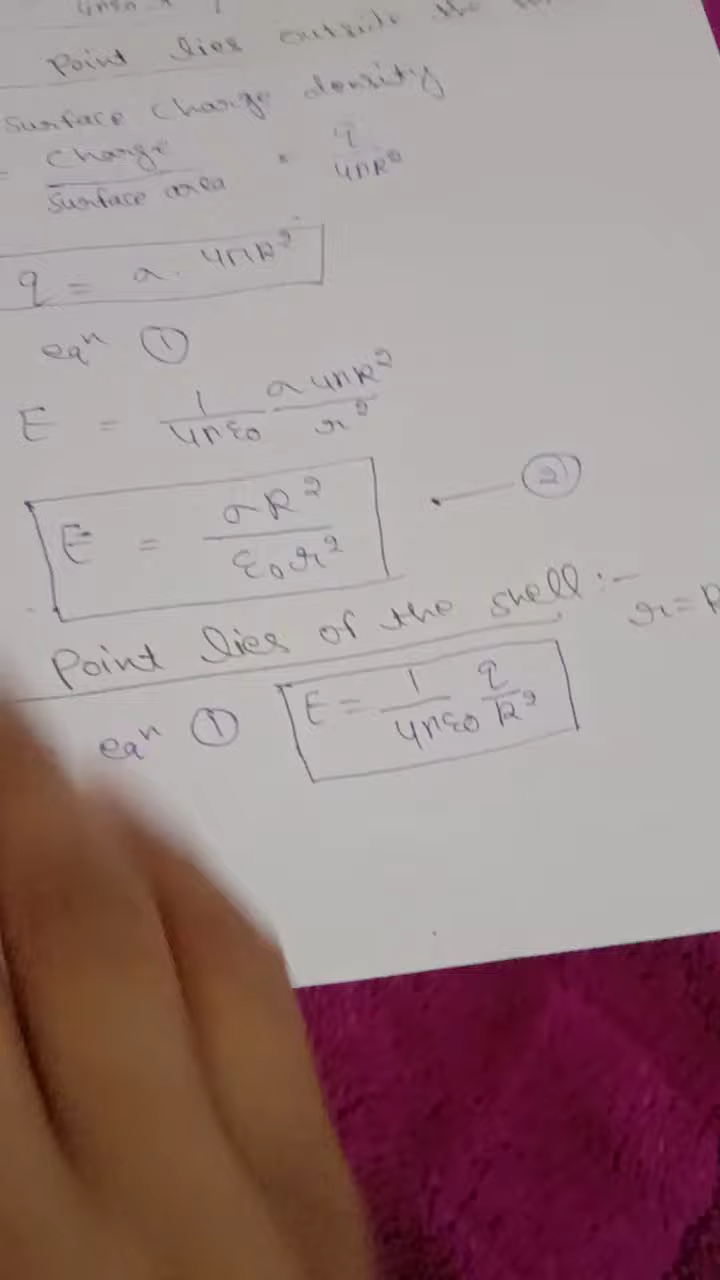 Point lies outside the
surface charge density
= charge / surface area = q / 4πR²
q = σ. 4πR²
eqⁿ ①
E = 1/4πε₀ σ4πR²/r²
E = σR²/ε₀r² — ②
Point lies of the shell :- r = R
eqⁿ ① E = 1/4πε₀ q/R²